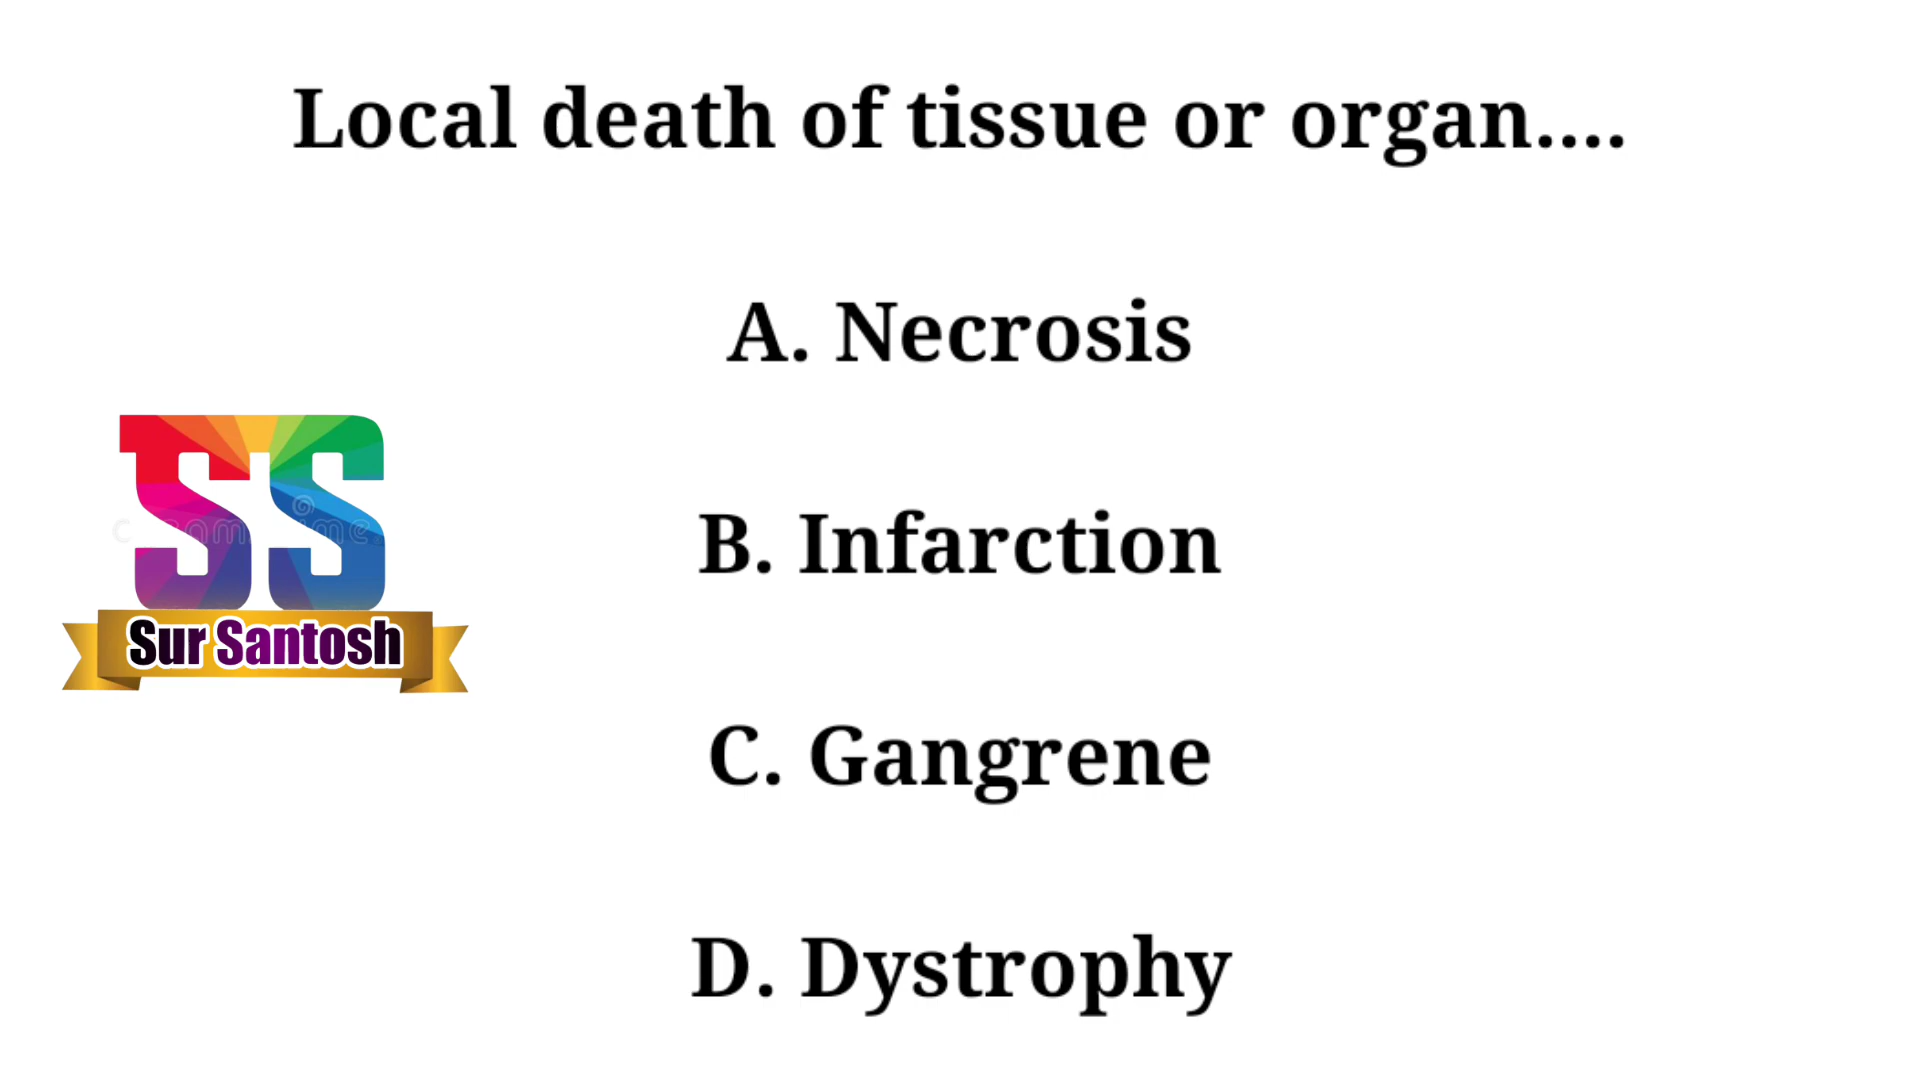 Local death of tissue or organ....
A. Necrosis
B. Infarction
SS
Sur Santosh
C. Gangrene
D. Dystrophy